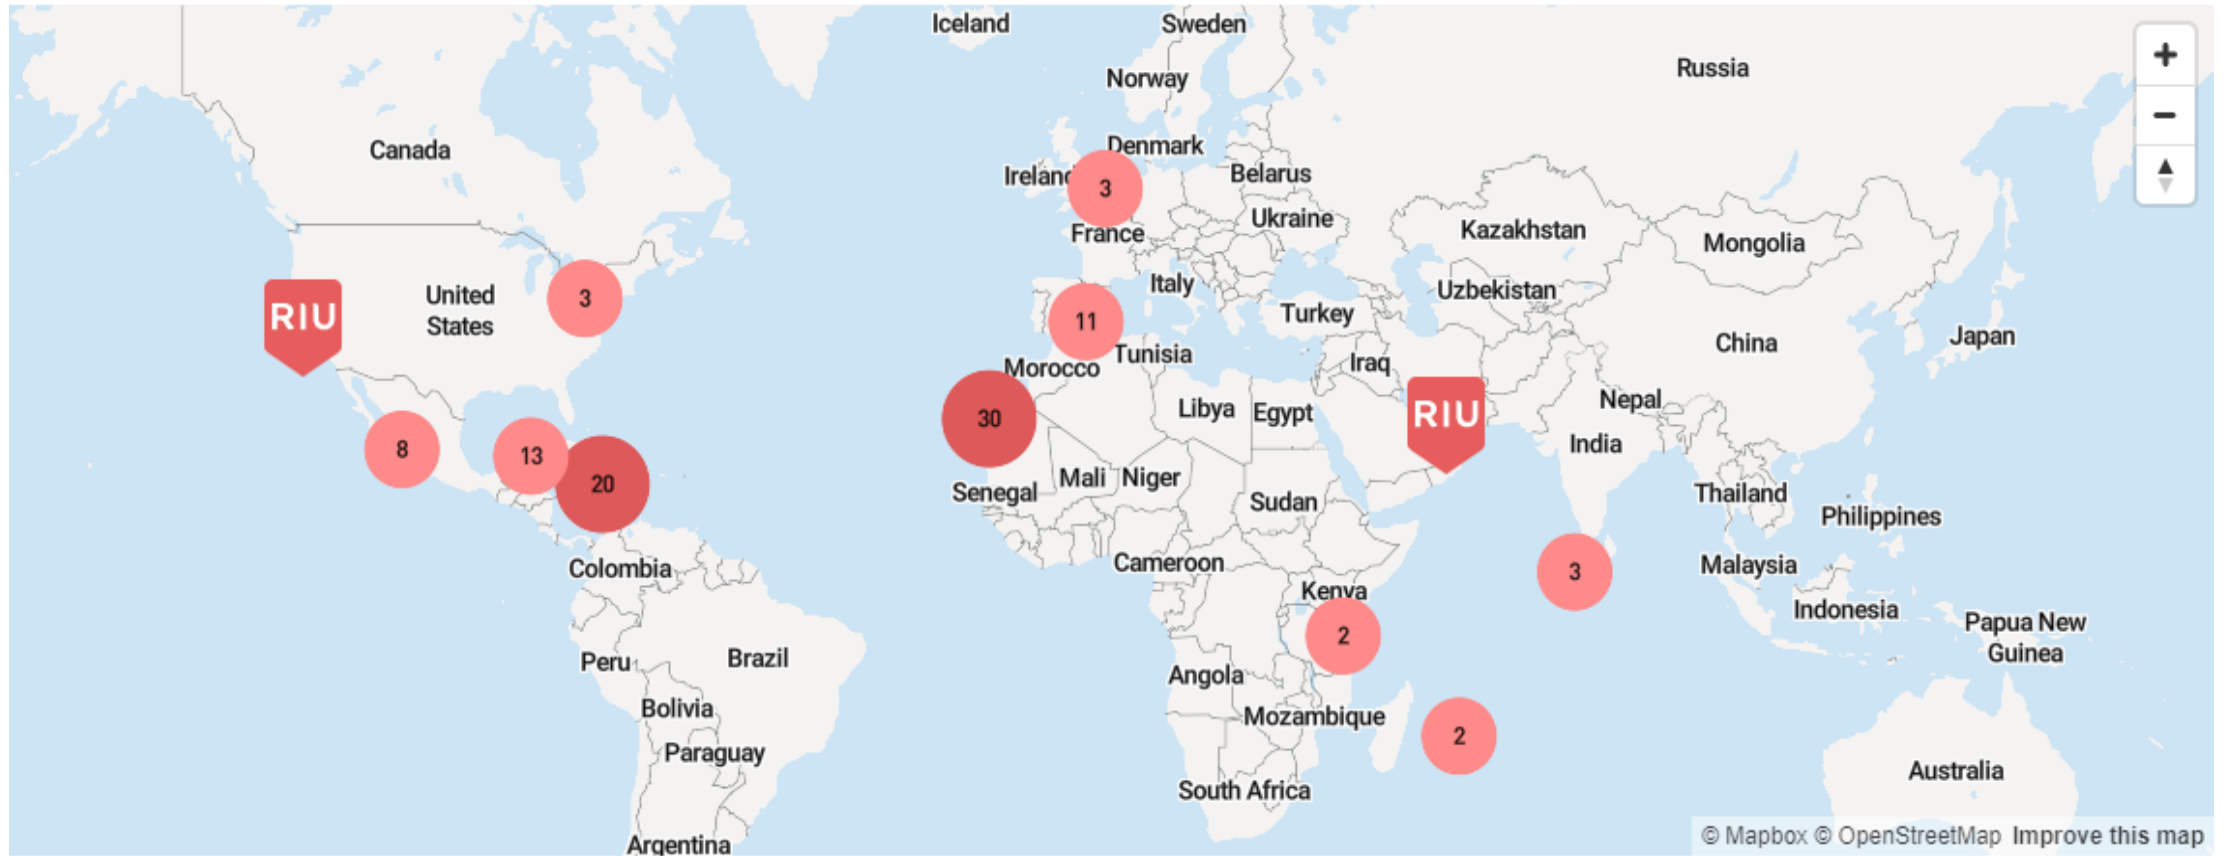 Iceland
Sweden
Norway
Russia
Canada
Denmark
Ireland
3
Belarus
Ukraine
France
Kazakhstan
Mongolia
United
States
3
RIU
Italy
Uzbekistan
11
Turkey
China
Japan
Morocco
Tunisia
Iraq
30
Libya
Egypt
RIU
Nepal
India
8
13
20
Senegal
Mali
Niger
Sudan
Thailand
Philippines
Colombia
Cameroon
Kenya
3
Malaysia
Indonesia
Papua New
Guinea
2
Peru
Brazil
Angola
Bolivia
Mozambique
2
Paraguay
South Africa
Australia
Argentina
© Mapbox © OpenStreetMap Improve this map